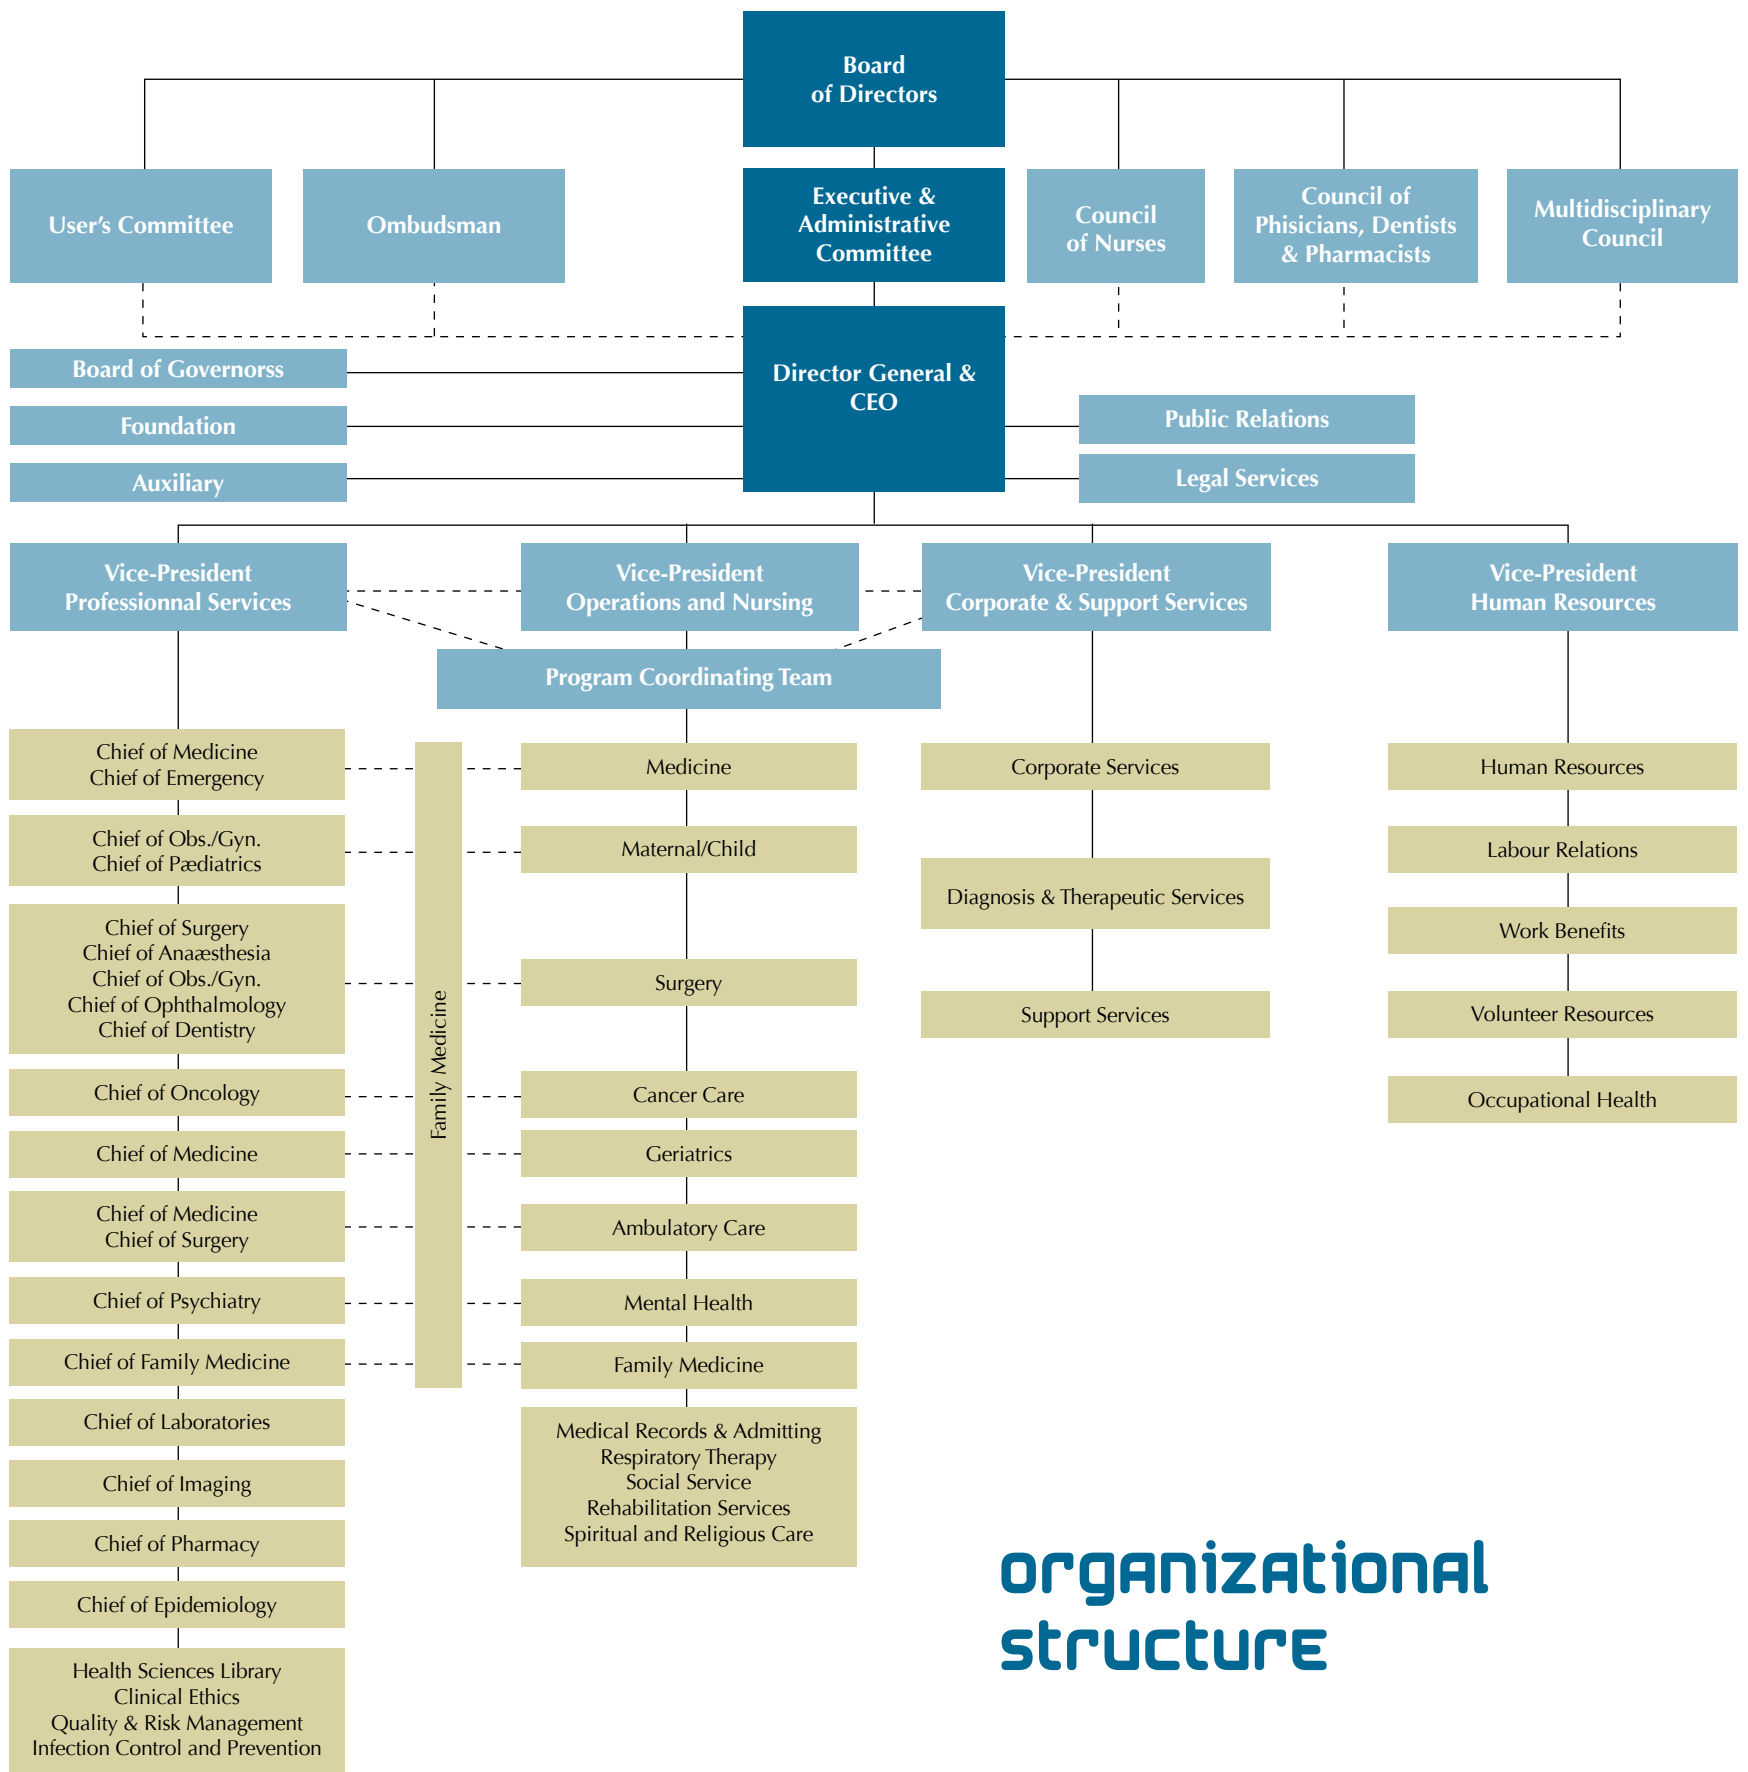 Board
of Directors
User’s Committee
Ombudsman
Executive &
Administrative
Committee
Council
of Nurses
Council of
Phisicians, Dentists
& Pharmacists
Multidisciplinary
Council
Director General &
CEO
Board of Governorss
Foundation
Auxiliary
Public Relations
Legal Services
Vice-President
Professionnal Services
Vice-President
Operations and Nursing
Vice-President
Corporate & Support Services
Vice-President
Human Resources
Program Coordinating Team
Chief of Medicine
Chief of Emergency
Chief of Obs./Gyn.
Chief of Pædiatrics
Chief of Surgery
Chief of Anaæsthesia
Chief of Obs./Gyn.
Chief of Ophthalmology
Chief of Dentistry
Chief of Oncology
Chief of Medicine
Chief of Medicine
Chief of Surgery
Chief of Psychiatry
Chief of Family Medicine
Chief of Laboratories
Chief of Imaging
Chief of Pharmacy
Chief of Epidemiology
Health Sciences Library
Clinical Ethics
Quality & Risk Management
Infection Control and Prevention
Family Medicine
Medicine
Maternal/Child
Surgery
Cancer Care
Geriatrics
Ambulatory Care
Mental Health
Family Medicine
Medical Records & Admitting
Respiratory Therapy
Social Service
Rehabilitation Services
Spiritual and Religious Care
Corporate Services
Diagnosis & Therapeutic Services
Support Services
Human Resources
Labour Relations
Work Benefits
Volunteer Resources
Occupational Health
organizational
structure